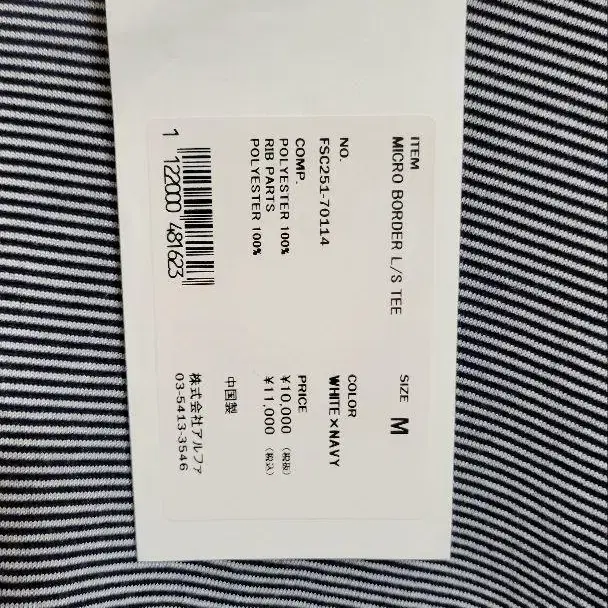 ITEM
MICRO BORDER L/S TEE
SIZE M
NO.
FSC251-70114
COLOR
WHITE×NAVY
COMP.
POLYESTER 100%
RIB PARTS
POLYESTER 100%
PRICE
¥10,000 (税抜)
¥11,000 (税込)
中国製
1 122000 481623
株式会社アルファ
03-5413-3546